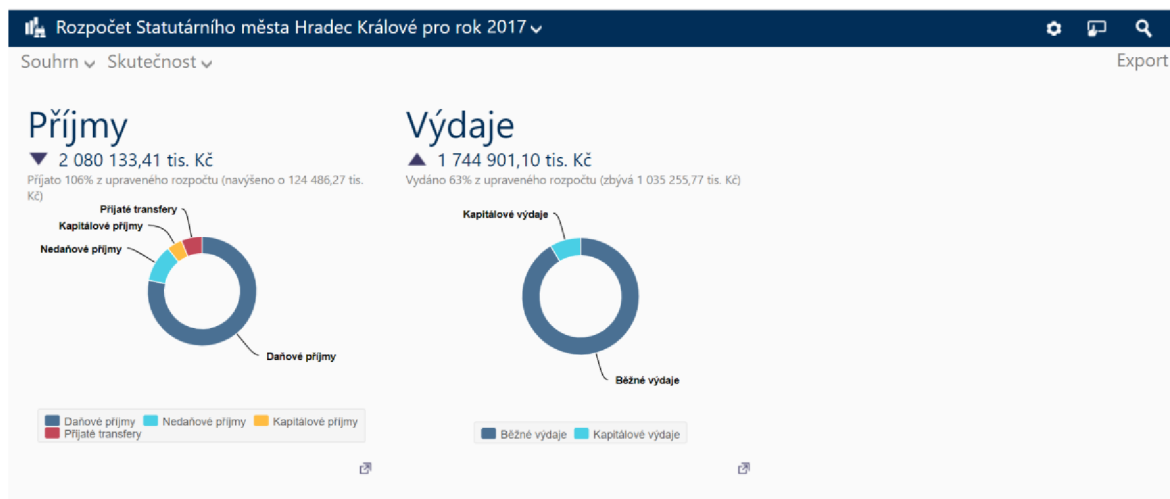 Rozpočet Statutárního města Hradec Králové pro rok 2017
Souhrn Skutečnost Export
Příjmy
2 080 133,41 tis. Kč
Přijato 106% z upraveného rozpočtu (navýšeno o 124 486,27 tis.
Kč)
Přijaté transfery
Kapitálové příjmy
Nedaňové příjmy
Daňové příjmy
Daňové příjmy Nedaňové příjmy Kapitálové příjmy
Přijaté transfery
Výdaje
1 744 901,10 tis. Kč
Vydáno 63% z upraveného rozpočtu (zbývá 1 035 255,77 tis. Kč)
Kapitálové výdaje
Běžné výdaje
Běžné výdaje Kapitálové výdaje